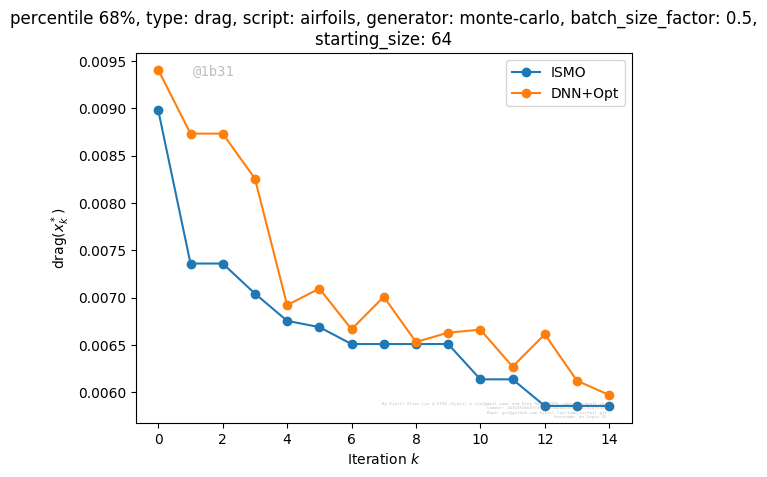 percentile 68%, type: drag, script: airfoils, generator: monte-carlo, batch_size_factor: 0.5,
starting_size: 64
@1b31
ISMO
DNN+Opt
0.0095
0.0090
0.0085
0.0080
0.0075
0.0070
0.0065
0.0060
drag(x*k)
0 2 4 6 8 10 12 14
Iteration k